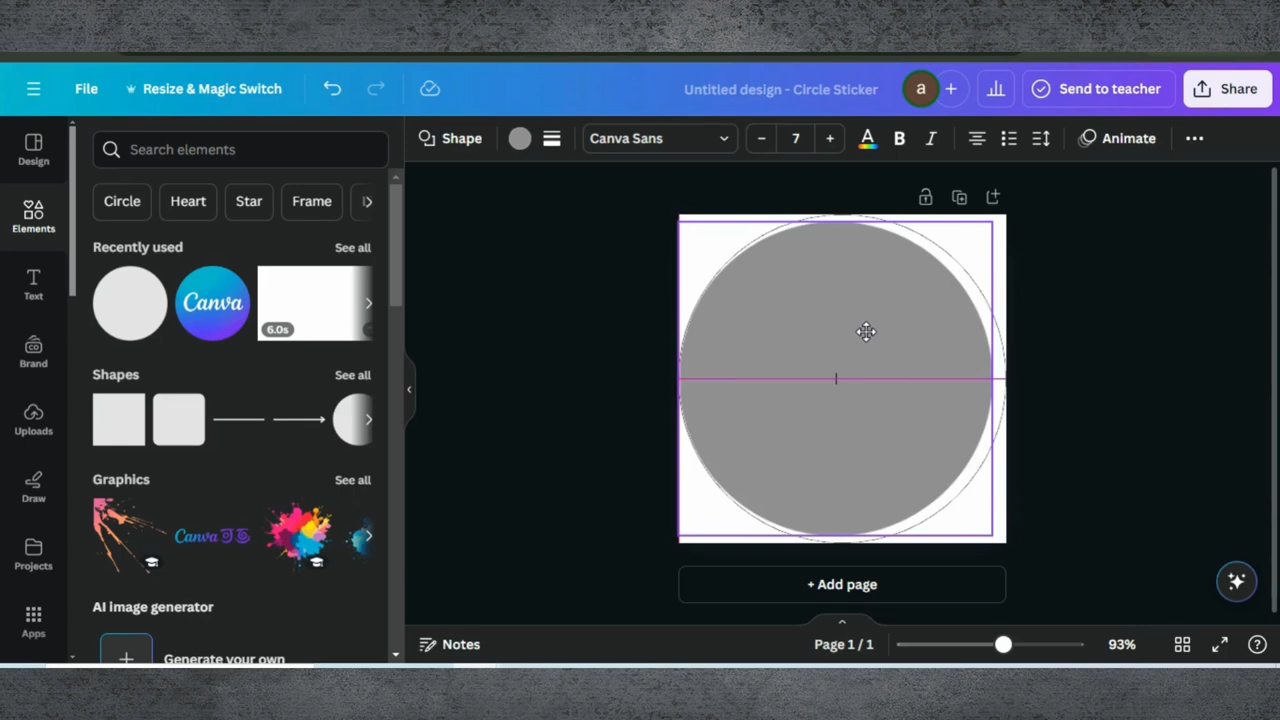 File
Resize & Magic Switch
Untitled design - Circle Sticker
a
Send to teacher
Share
Design
Elements
Text
Brand
Uploads
Draw
Projects
Apps
Search elements
Circle
Heart
Star
Frame
Recently used
See all
Canva
6.0s
Shapes
See all
Graphics
See all
Canva
AI image generator
Generate your own
Shape
Canva Sans
7
A
B
I
Animate
+ Add page
Notes
Page 1 / 1
93%